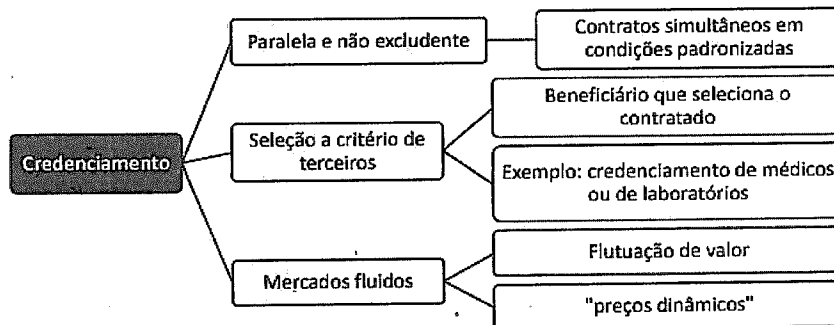 Credenciamento
Paralela e não excludente
Contratos simultâneos em
condições padronizadas
Seleção a critério de
terceiros
Beneficiário que seleciona o
contratado
Exemplo: credenciamento de médicos
ou de laboratórios
Mercados fluidos
Flutuação de valor
"preços dinâmicos"